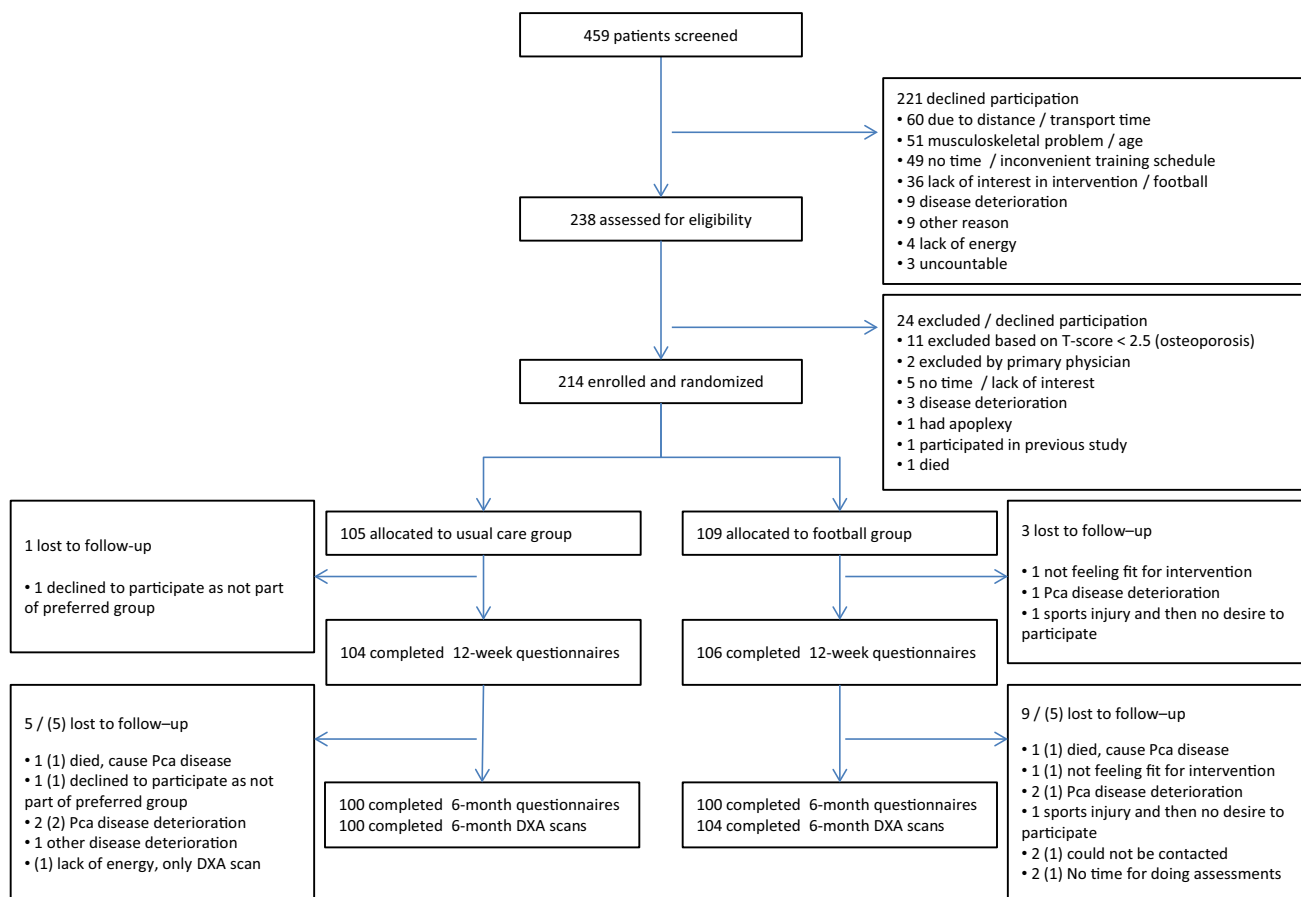 459 patients screened
221 declined participation
• 60 due to distance / transport time
• 51 musculoskeletal problem / age
• 49 no time / inconvenient training schedule
• 36 lack of interest in intervention / football
• 9 disease deterioration
• 9 other reason
• 4 lack of energy
• 3 uncountable
238 assessed for eligibility
24 excluded / declined participation
• 11 excluded based on T-score < 2.5 (osteoporosis)
• 2 excluded by primary physician
• 5 no time / lack of interest
• 3 disease deterioration
• 1 had apoplexy
• 1 participated in previous study
• 1 died
214 enrolled and randomized
105 allocated to usual care group
109 allocated to football group
1 lost to follow-up
• 1 declined to participate as not part
of preferred group
3 lost to follow–up
• 1 not feeling fit for intervention
• 1 Pca disease deterioration
• 1 sports injury and then no desire to
participate
104 completed 12-week questionnaires
106 completed 12-week questionnaires
5 / (5) lost to follow–up
• 1 (1) died, cause Pca disease
• 1 (1) declined to participate as not
part of preferred group
• 2 (2) Pca disease deterioration
• 1 other disease deterioration
• (1) lack of energy, only DXA scan
9 / (5) lost to follow–up
• 1 (1) died, cause Pca disease
• 1 (1) not feeling fit for intervention
• 2 (1) Pca disease deterioration
• 1 sports injury and then no desire to
participate
• 2 (1) could not be contacted
• 2 (1) No time for doing assessments
100 completed 6-month questionnaires
100 completed 6-month DXA scans
100 completed 6-month questionnaires
104 completed 6-month DXA scans